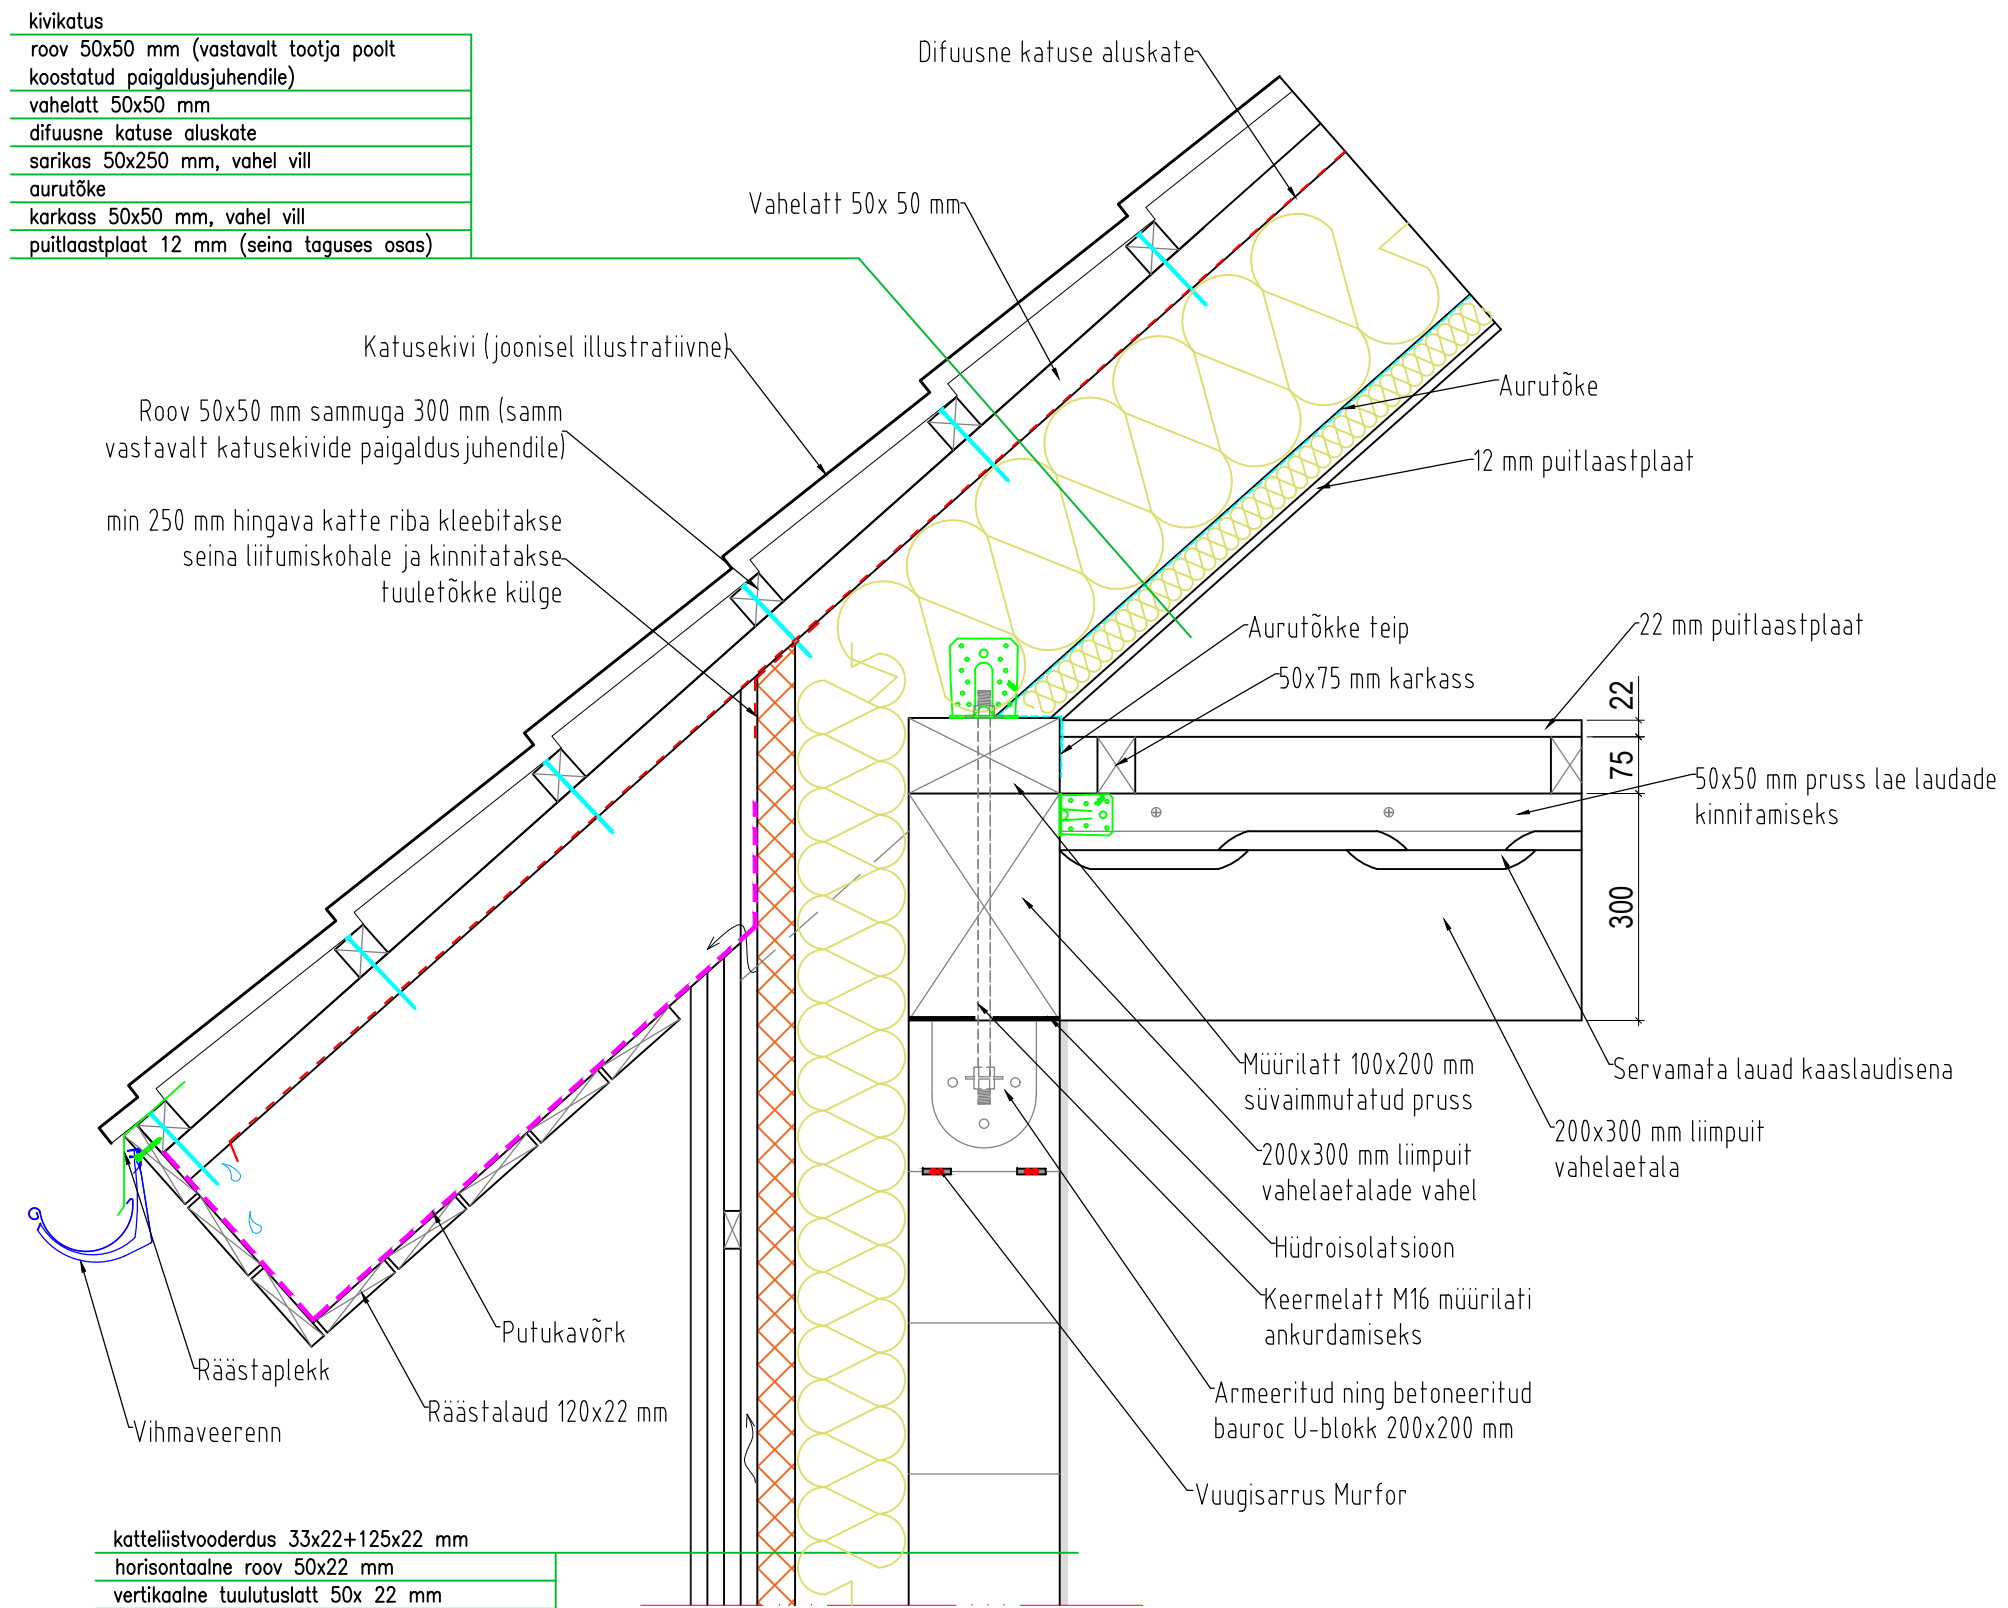 kivikatus
roov 50x50 mm (vastavalt tootja poolt
koostatud paigaldusjuhendile)
vahelatt 50x50 mm
difuusne katuse aluskate
sarikas 50x250 mm, vahel vill
aurutõke
karkass 50x50 mm, vahel vill
puitlaastplaat 12 mm (seina taguses osas)
Difuusne katuse aluskate
Vahelatt 50x 50 mm
Katusekivi (joonisel illustratiivne)
Roov 50x50 mm sammuga 300 mm (samm
vastavalt katusekivide paigaldusjuhendile)
min 250 mm hingava katte riba kleebitakse
seina liitumiskohale ja kinnitatakse
tuuletõkke külge
Aurutõke
12 mm puitlaastplaat
Aurutõkke teip
50x75 mm karkass
22 mm puitlaastplaat
22
75
300
50x50 mm pruss lae laudade
kinnitamiseks
Servamata lauad kaaslaudisena
200x300 mm liimpuit
vahelaetala
Müürilatt 100x200 mm
süvaimmutatud pruss
200x300 mm liimpuit
vahelaetalade vahel
Hüdroisolatsioon
Keermelatt M16 müürilati
ankurdamiseks
Armeeritud ning betoneeritud
bauroc U-blokk 200x200 mm
Vuugisarrus Murfor
Putukavõrk
Räästaplekk
Räästalaud 120x22 mm
Vihmaveerenn
katteliistvooderdus 33x22+125x22 mm
horisontaalne roov 50x22 mm
vertikaalne tuulutuslatt 50x 22 mm